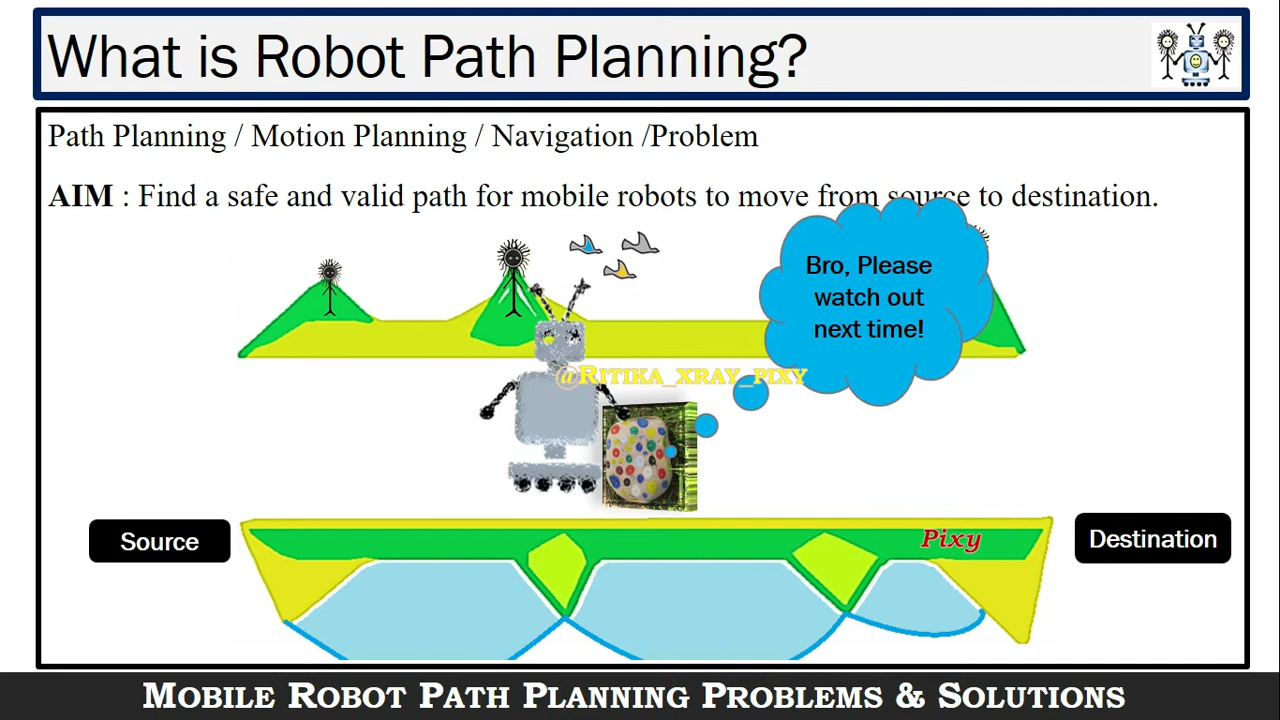 What is Robot Path Planning?
Path Planning / Motion Planning / Navigation /Problem
AIM : Find a safe and valid path for mobile robots to move from source to destination.
Bro, Please
watch out
next time!
@Ritika_xray_pixy
Source
Pixy
Destination
Mobile Robot Path Planning Problems & Solutions